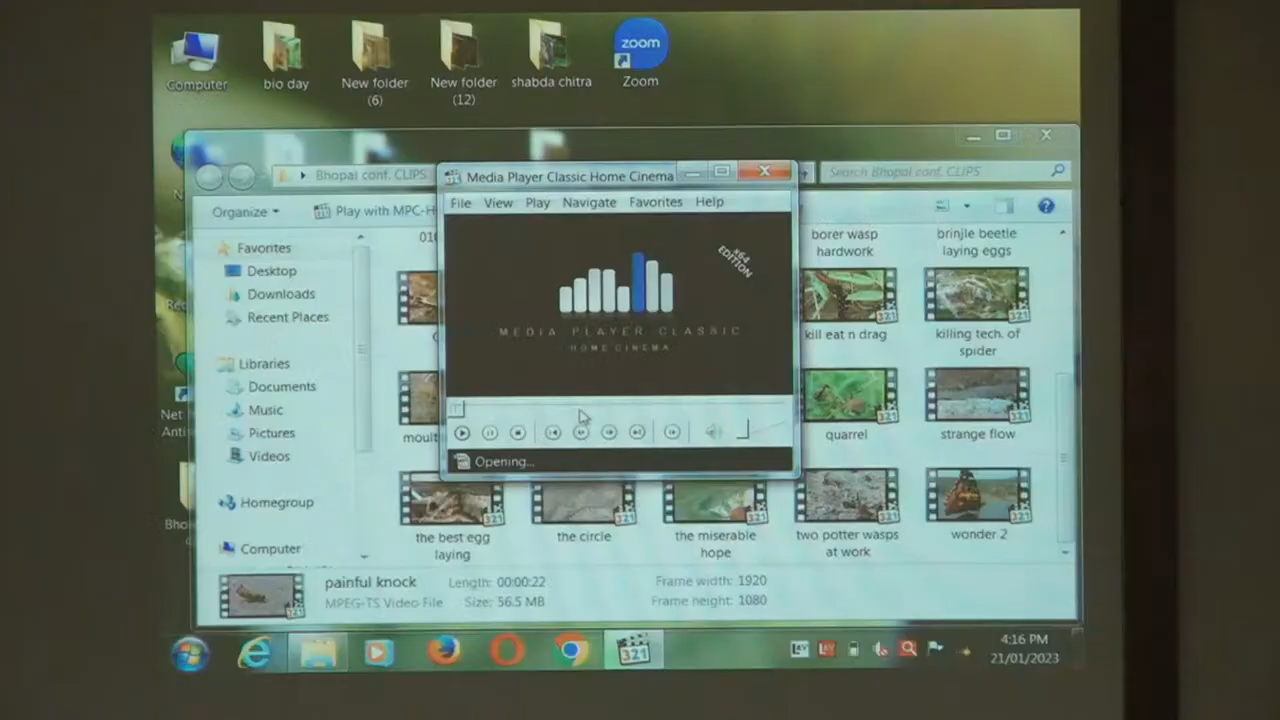 zoom
Computer
bio day
New folder
(6)
New folder
(12)
shabda chitra
Zoom
Bhopal conf. CLIPS
Search Bhopal conf. CLIPS
Media Player Classic Home Cinema
File View Play Navigate Favorites Help
Organize
Play with MPC-H
x64
EDITION
MEDIA PLAYER CLASSIC
HOME CINEMA
Opening...
Favorites
Desktop
Downloads
Recent Places
Libraries
Documents
Music
Pictures
Videos
Homegroup
Computer
borer wasp
hardwork
brinjle beetle
laying eggs
kill eat n drag
killing tech. of
spider
moult
quarrel
strange flow
the best egg
laying
the circle
the miserable
hope
two potter wasps
at work
wonder 2
Net
Anti
Bho
painful knock
Length: 00:00:22
Frame width: 1920
MPEG-TS Video File
Size: 56.5 MB
Frame height: 1080
321
4:16 PM
21/01/2023